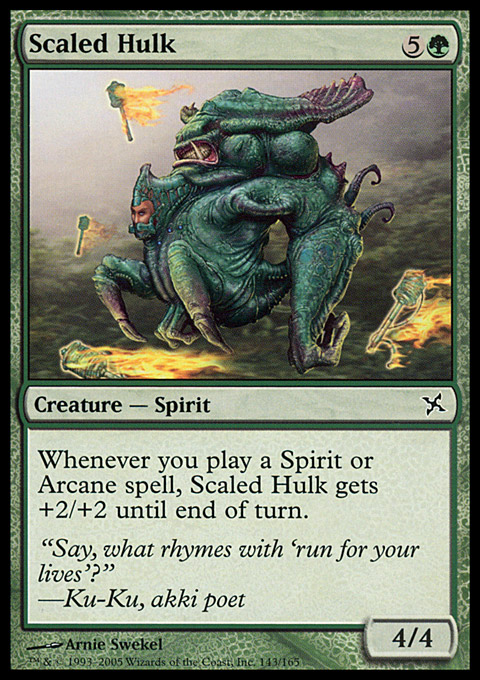 Scaled Hulk
5
Creature — Spirit
Whenever you play a Spirit or
Arcane spell, Scaled Hulk gets
+2/+2 until end of turn.
“Say, what rhymes with ‘run for your
lives’?”
—Ku-Ku, akki poet
Arnie Swekel
4/4
™ & © 1993–2005 Wizards of the Coast, Inc. 143/165